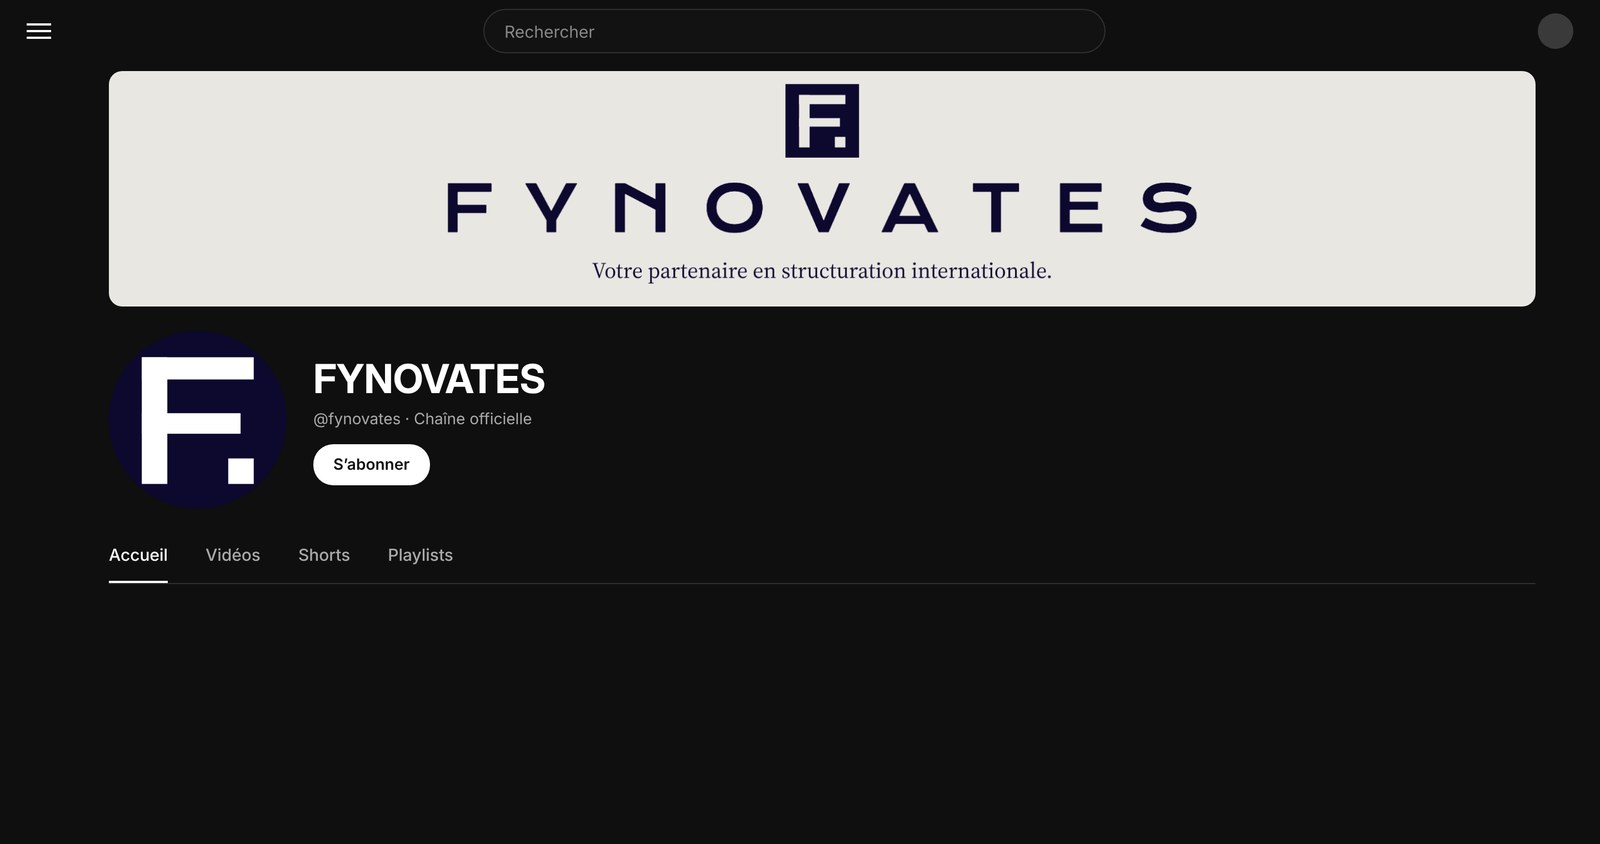 Rechercher
F.
FYNOVATES
Votre partenaire en structuration internationale.
F.
FYNOVATES
@fynovates · Chaîne officielle
S’abonner
Accueil Vidéos Shorts Playlists